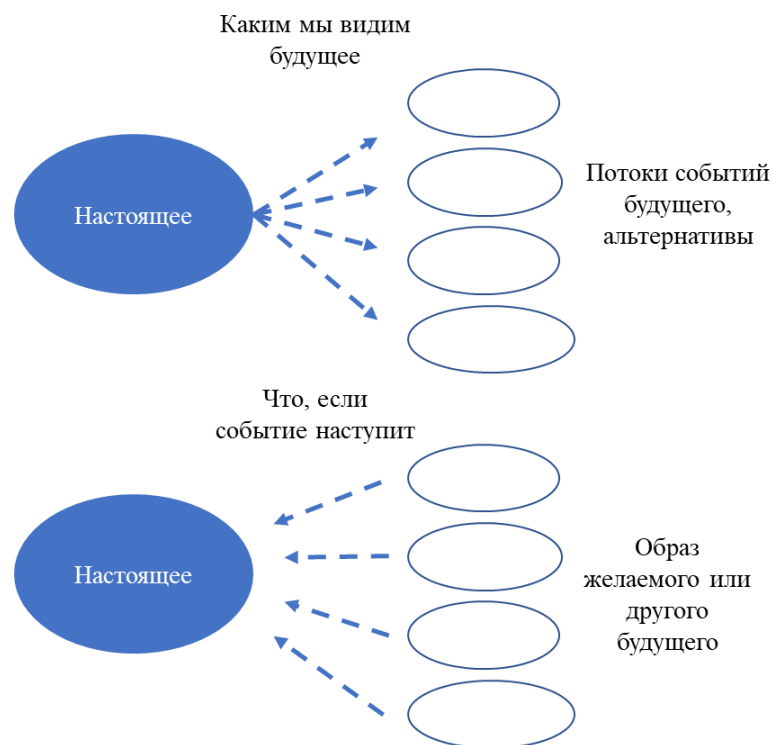 Каким мы видим
будущее
Настоящее
Потоки событий
будущего,
альтернативы
Что, если
событие наступит
Настоящее
Образ
желаемого или
другого
будущего